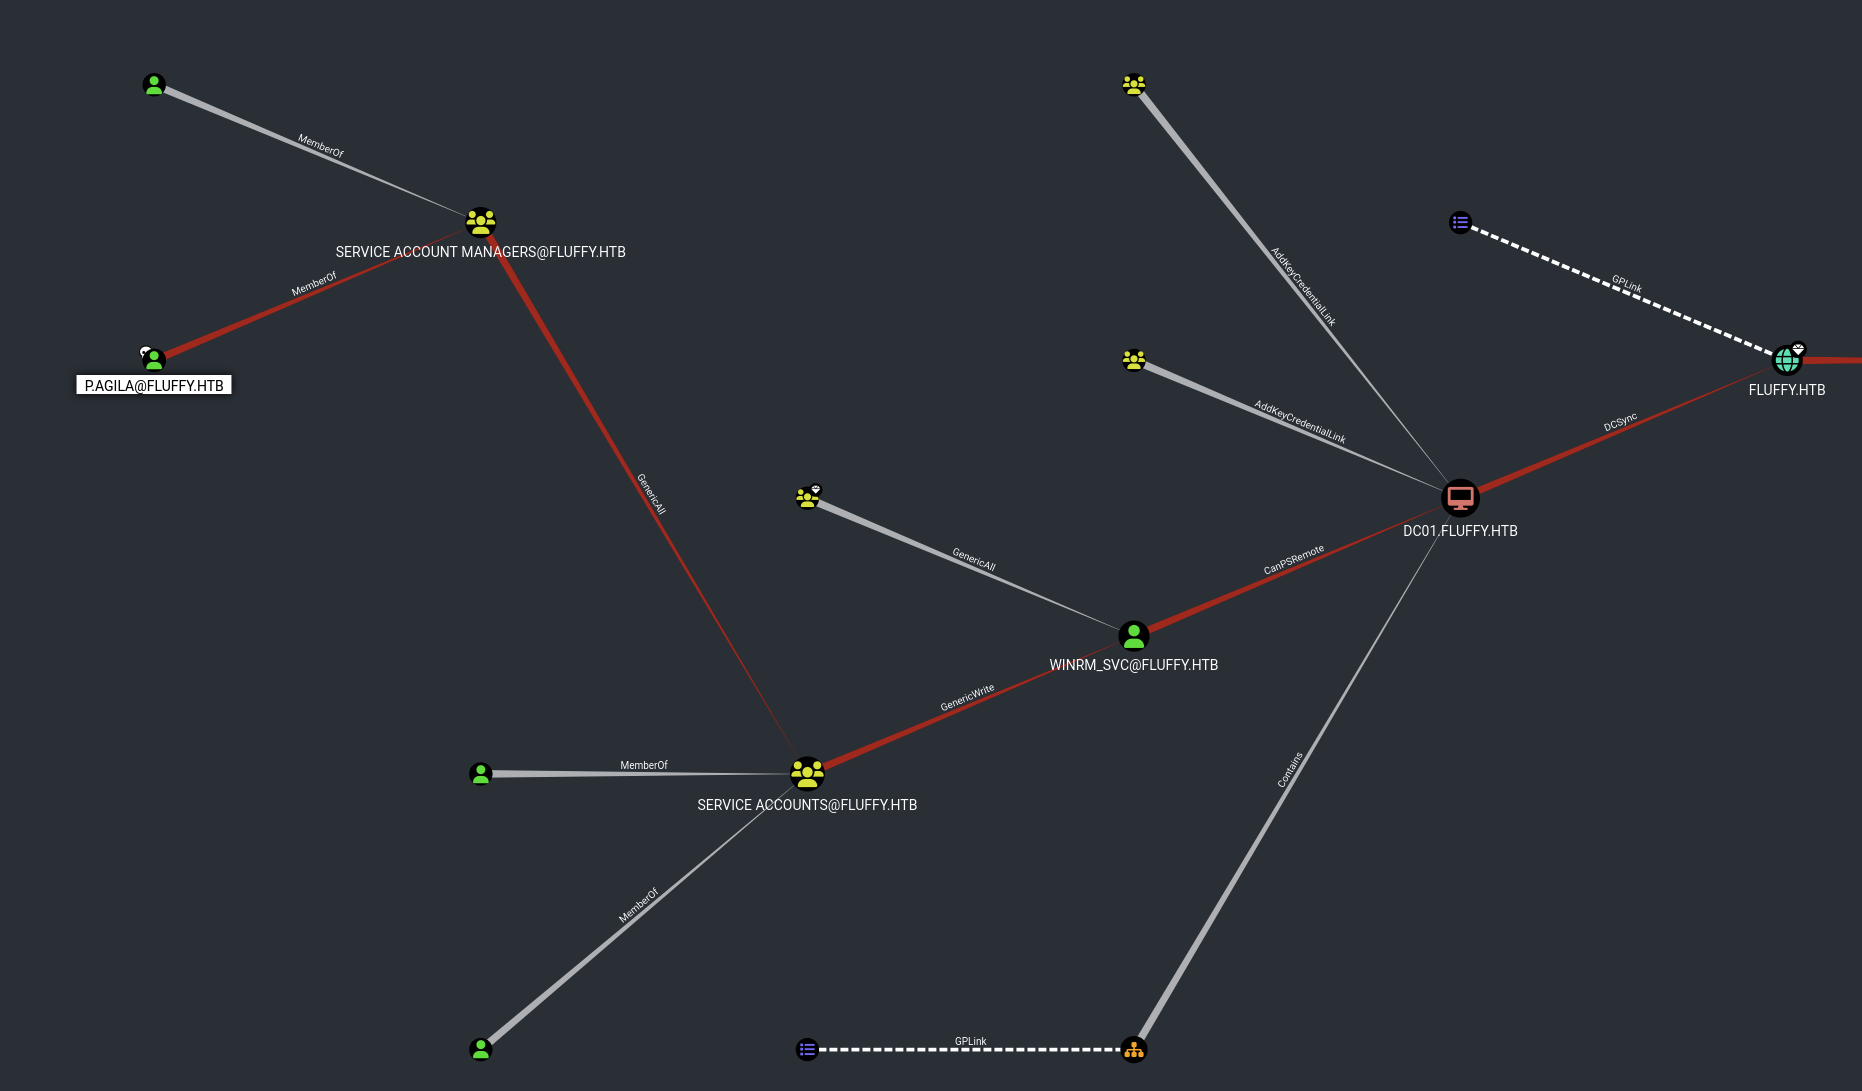 MemberOf
SERVICE ACCOUNT MANAGERS@FLUFFY.HTB
MemberOf
P.AGILA@FLUFFY.HTB
AddKeyCredentialLink
GPLink
FLUFFY.HTB
AddKeyCredentialLink
DCSync
GenericAll
DC01.FLUFFY.HTB
GenericAll
CanPSRemote
WINRM_SVC@FLUFFY.HTB
GenericWrite
MemberOf
Contains
SERVICE ACCOUNTS@FLUFFY.HTB
MemberOf
GPLink